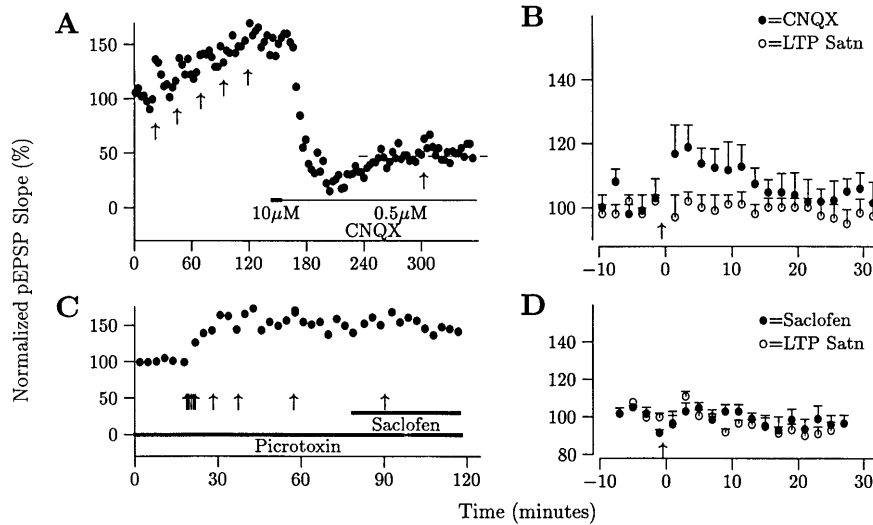 A
Normalized pEPSP Slope (%)
150
100
50
0
↑ ↑ ↑ ↑ ↑
↑
10μM
0.5μM
CNQX
0 60 120 180 240 300
B
●=CNQX
○=LTP Satn
120
100
↑
-10 0 10 20 30
C
150
100
50
0
↑ ↑ ↑ ↑ ↑
Saclofen
Picrotoxin
0 30 60 90 120
D
●=Saclofen
○=LTP Satn
140
120
100
80
↑
-10 0 10 20 30
Time (minutes)